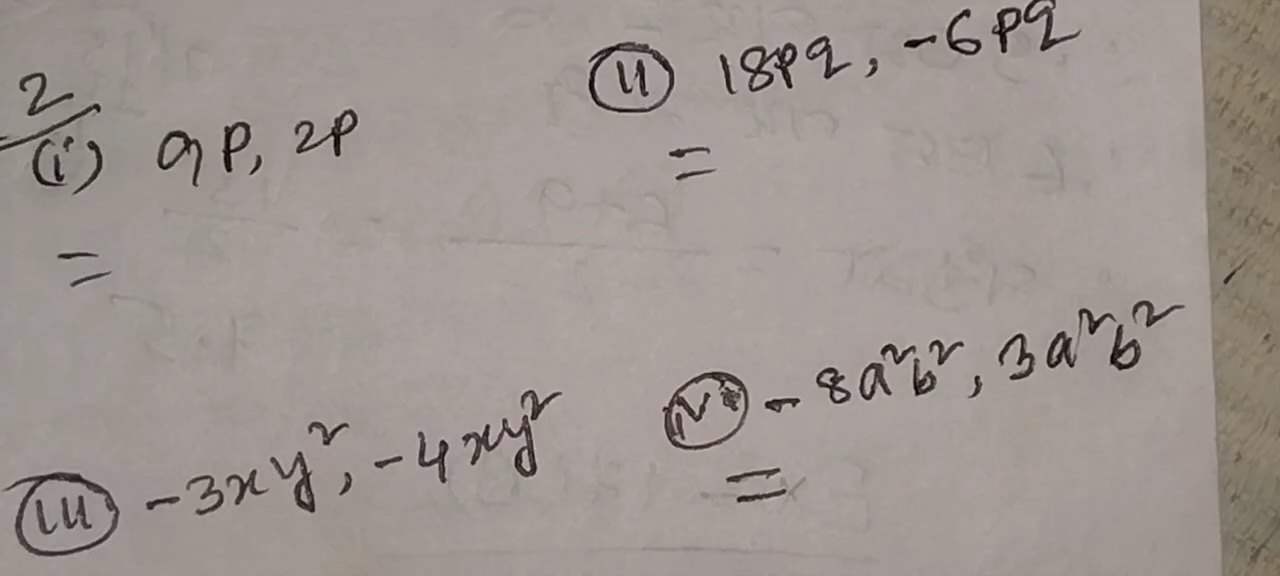 2
(i) 9p, 2p
=
(ii) 18pq, -6pq
=
(iii) -3xy², -4xy²
(iv) -8a²b², 3a²b²
=